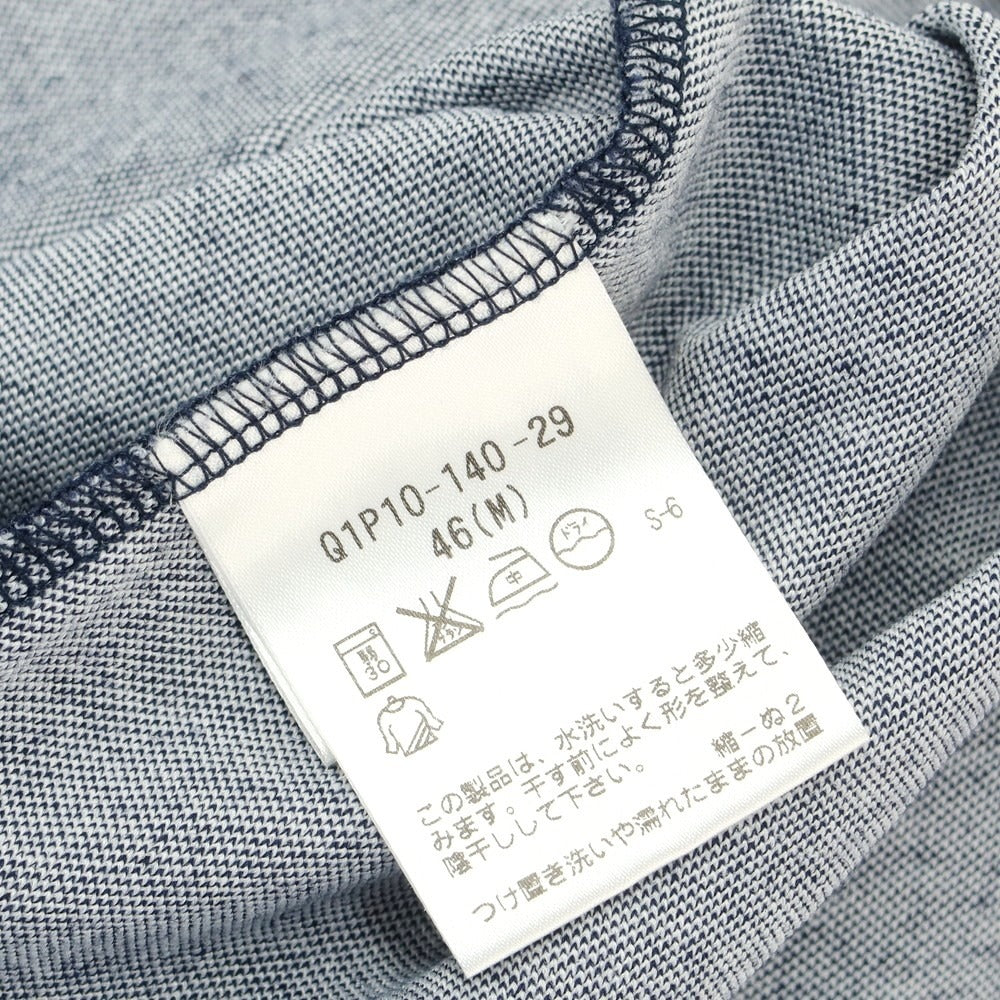 Q1P10-140-29
46(M)
S-6
ドライ
中
弱
30
この製品は、水洗いすると多少縮
みます。干す前によく形を整えて、
陰干しして下さい。
縮ーぬ2
つけ置き洗いや濡れたままの放置